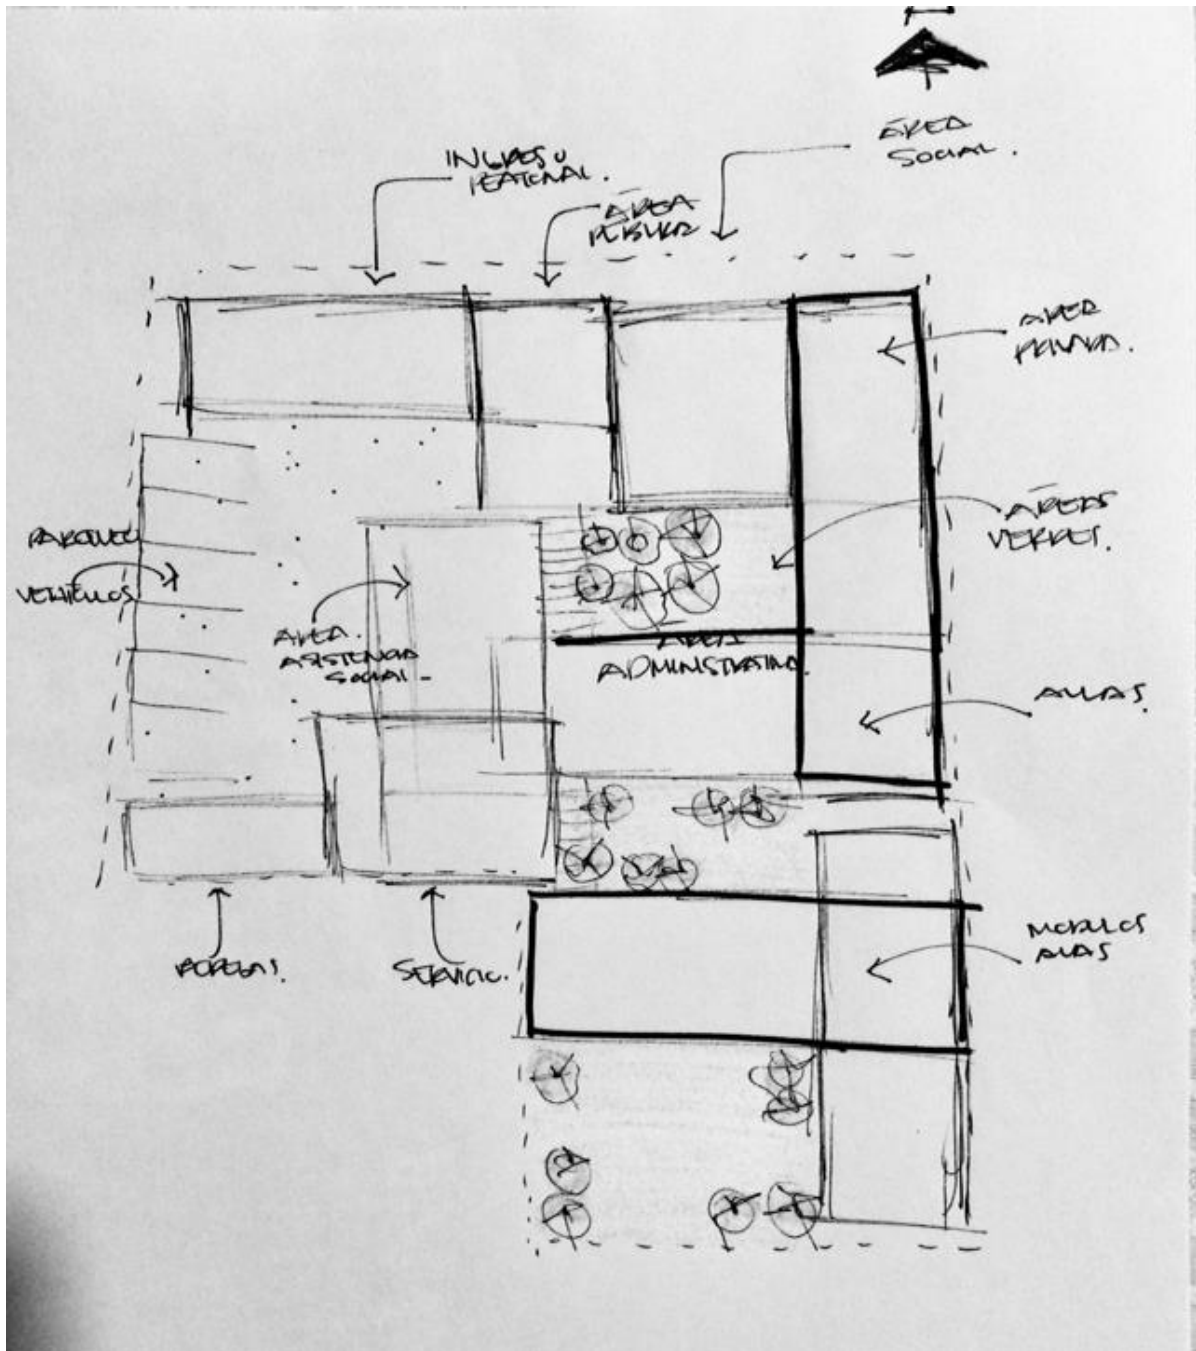 ÁREA
SOCIAL.
INGRESO
PEATONAL.
ÁREA
PÚBLICA
ÁREA
PRIVADA.
ÁREAS
VERDES.
PARQUEO
VEHÍCULOS
ÁREA
ASISTENCIA
SOCIAL-
ÁREA
ADMINISTRATIVA.
AULAS.
BODEGAS.
SERVICIO.
MODULOS
AULAS